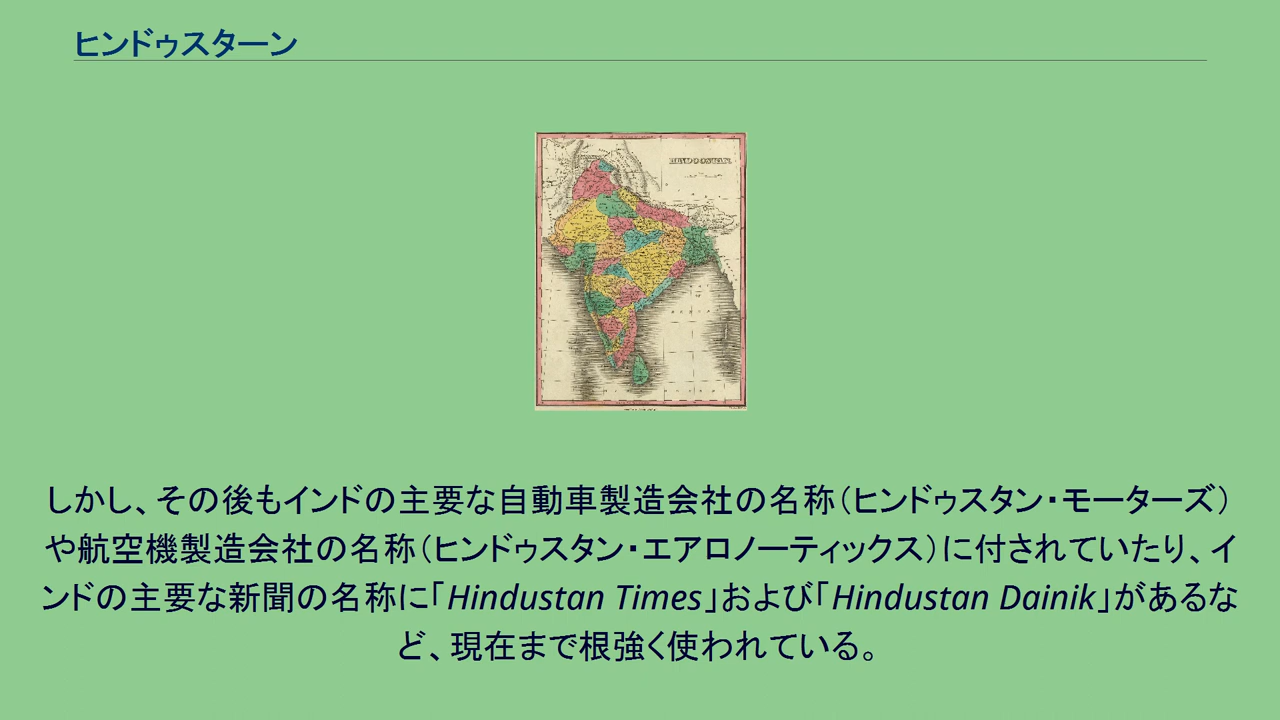 ヒンドゥスターン
HINDOOSTAN
しかし、その後もインドの主要な自動車製造会社の名称（ヒンドゥスタン・モーターズ）
や航空機製造会社の名称（ヒンドゥスタン・エアロノーティックス）に付されていたり、イ
ンドの主要な新聞の名称に「Hindustan Times」および「Hindustan Dainik」があるな
ど、現在まで根強く使われている。